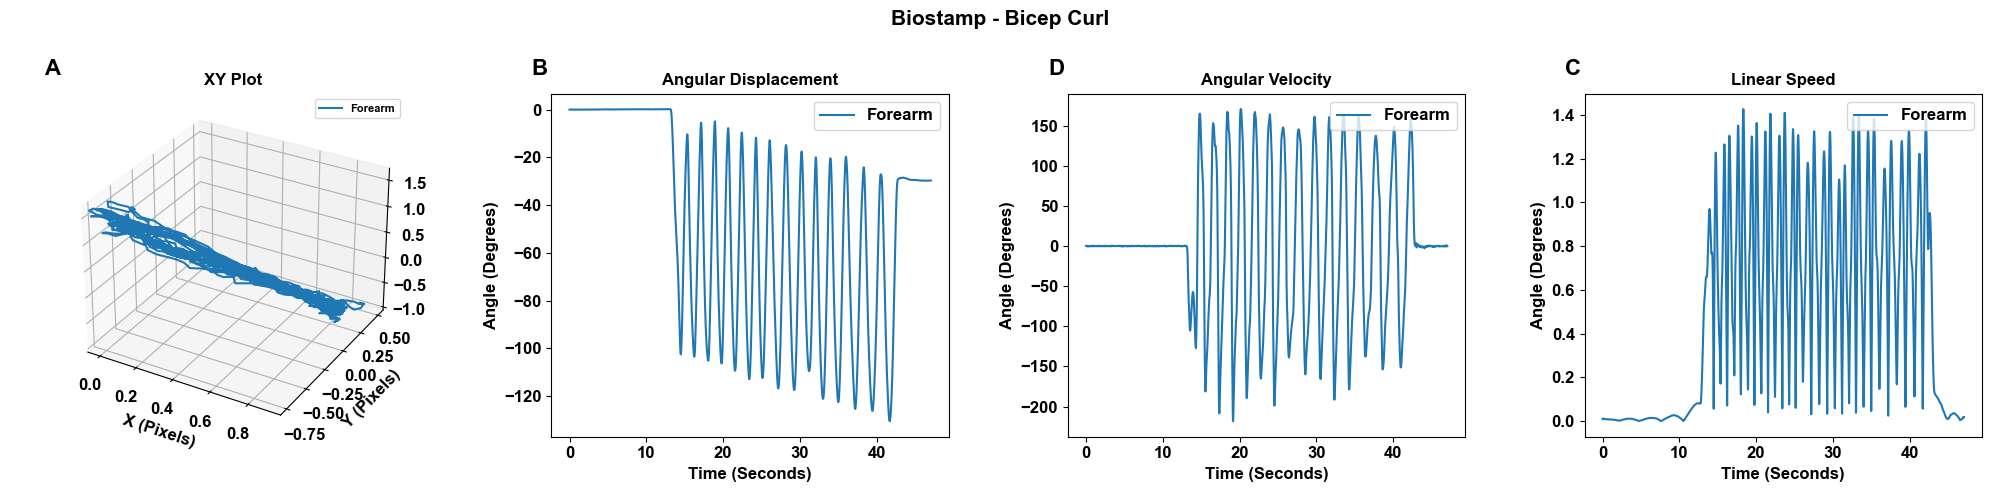 Biostamp - Bicep Curl
A
XY Plot
Forearm
1.5
1.0
0.5
0.0
−0.5
−1.0
0.50
0.25
0.00
−0.25
−0.50
−0.75
Y (Pixels)
0.0
0.2
0.4
0.6
0.8
X (Pixels)
B
Angular Displacement
Forearm
0
−20
−40
−60
−80
−100
−120
Angle (Degrees)
0
10
20
30
40
Time (Seconds)
D
Angular Velocity
Forearm
150
100
50
0
−50
−100
−150
−200
Angle (Degrees)
0
10
20
30
40
Time (Seconds)
C
Linear Speed
Forearm
1.4
1.2
1.0
0.8
0.6
0.4
0.2
0.0
Angle (Degrees)
0
10
20
30
40
Time (Seconds)